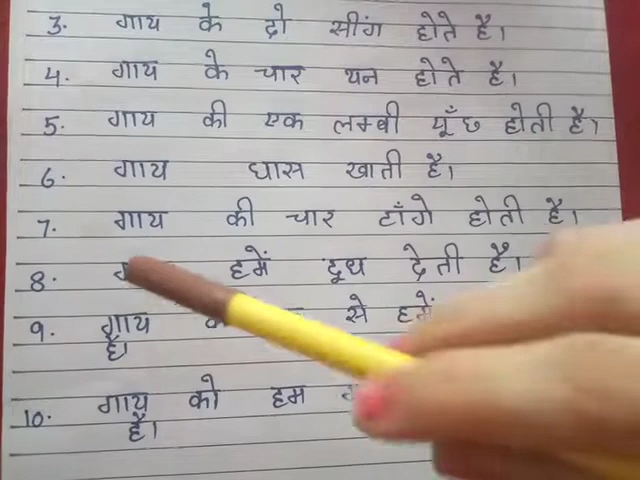 3. गाय के दो सींग होते है।
4. गाय के चार थन होते है।
5. गाय की एक लम्बी पूँछ होती है।
6. गाय घास खाती है।
7. गाय की चार टाँगे होती है।
8. हमें दूध देती है।
9. गाय से हमें
है।
10. गाय को हम
है।